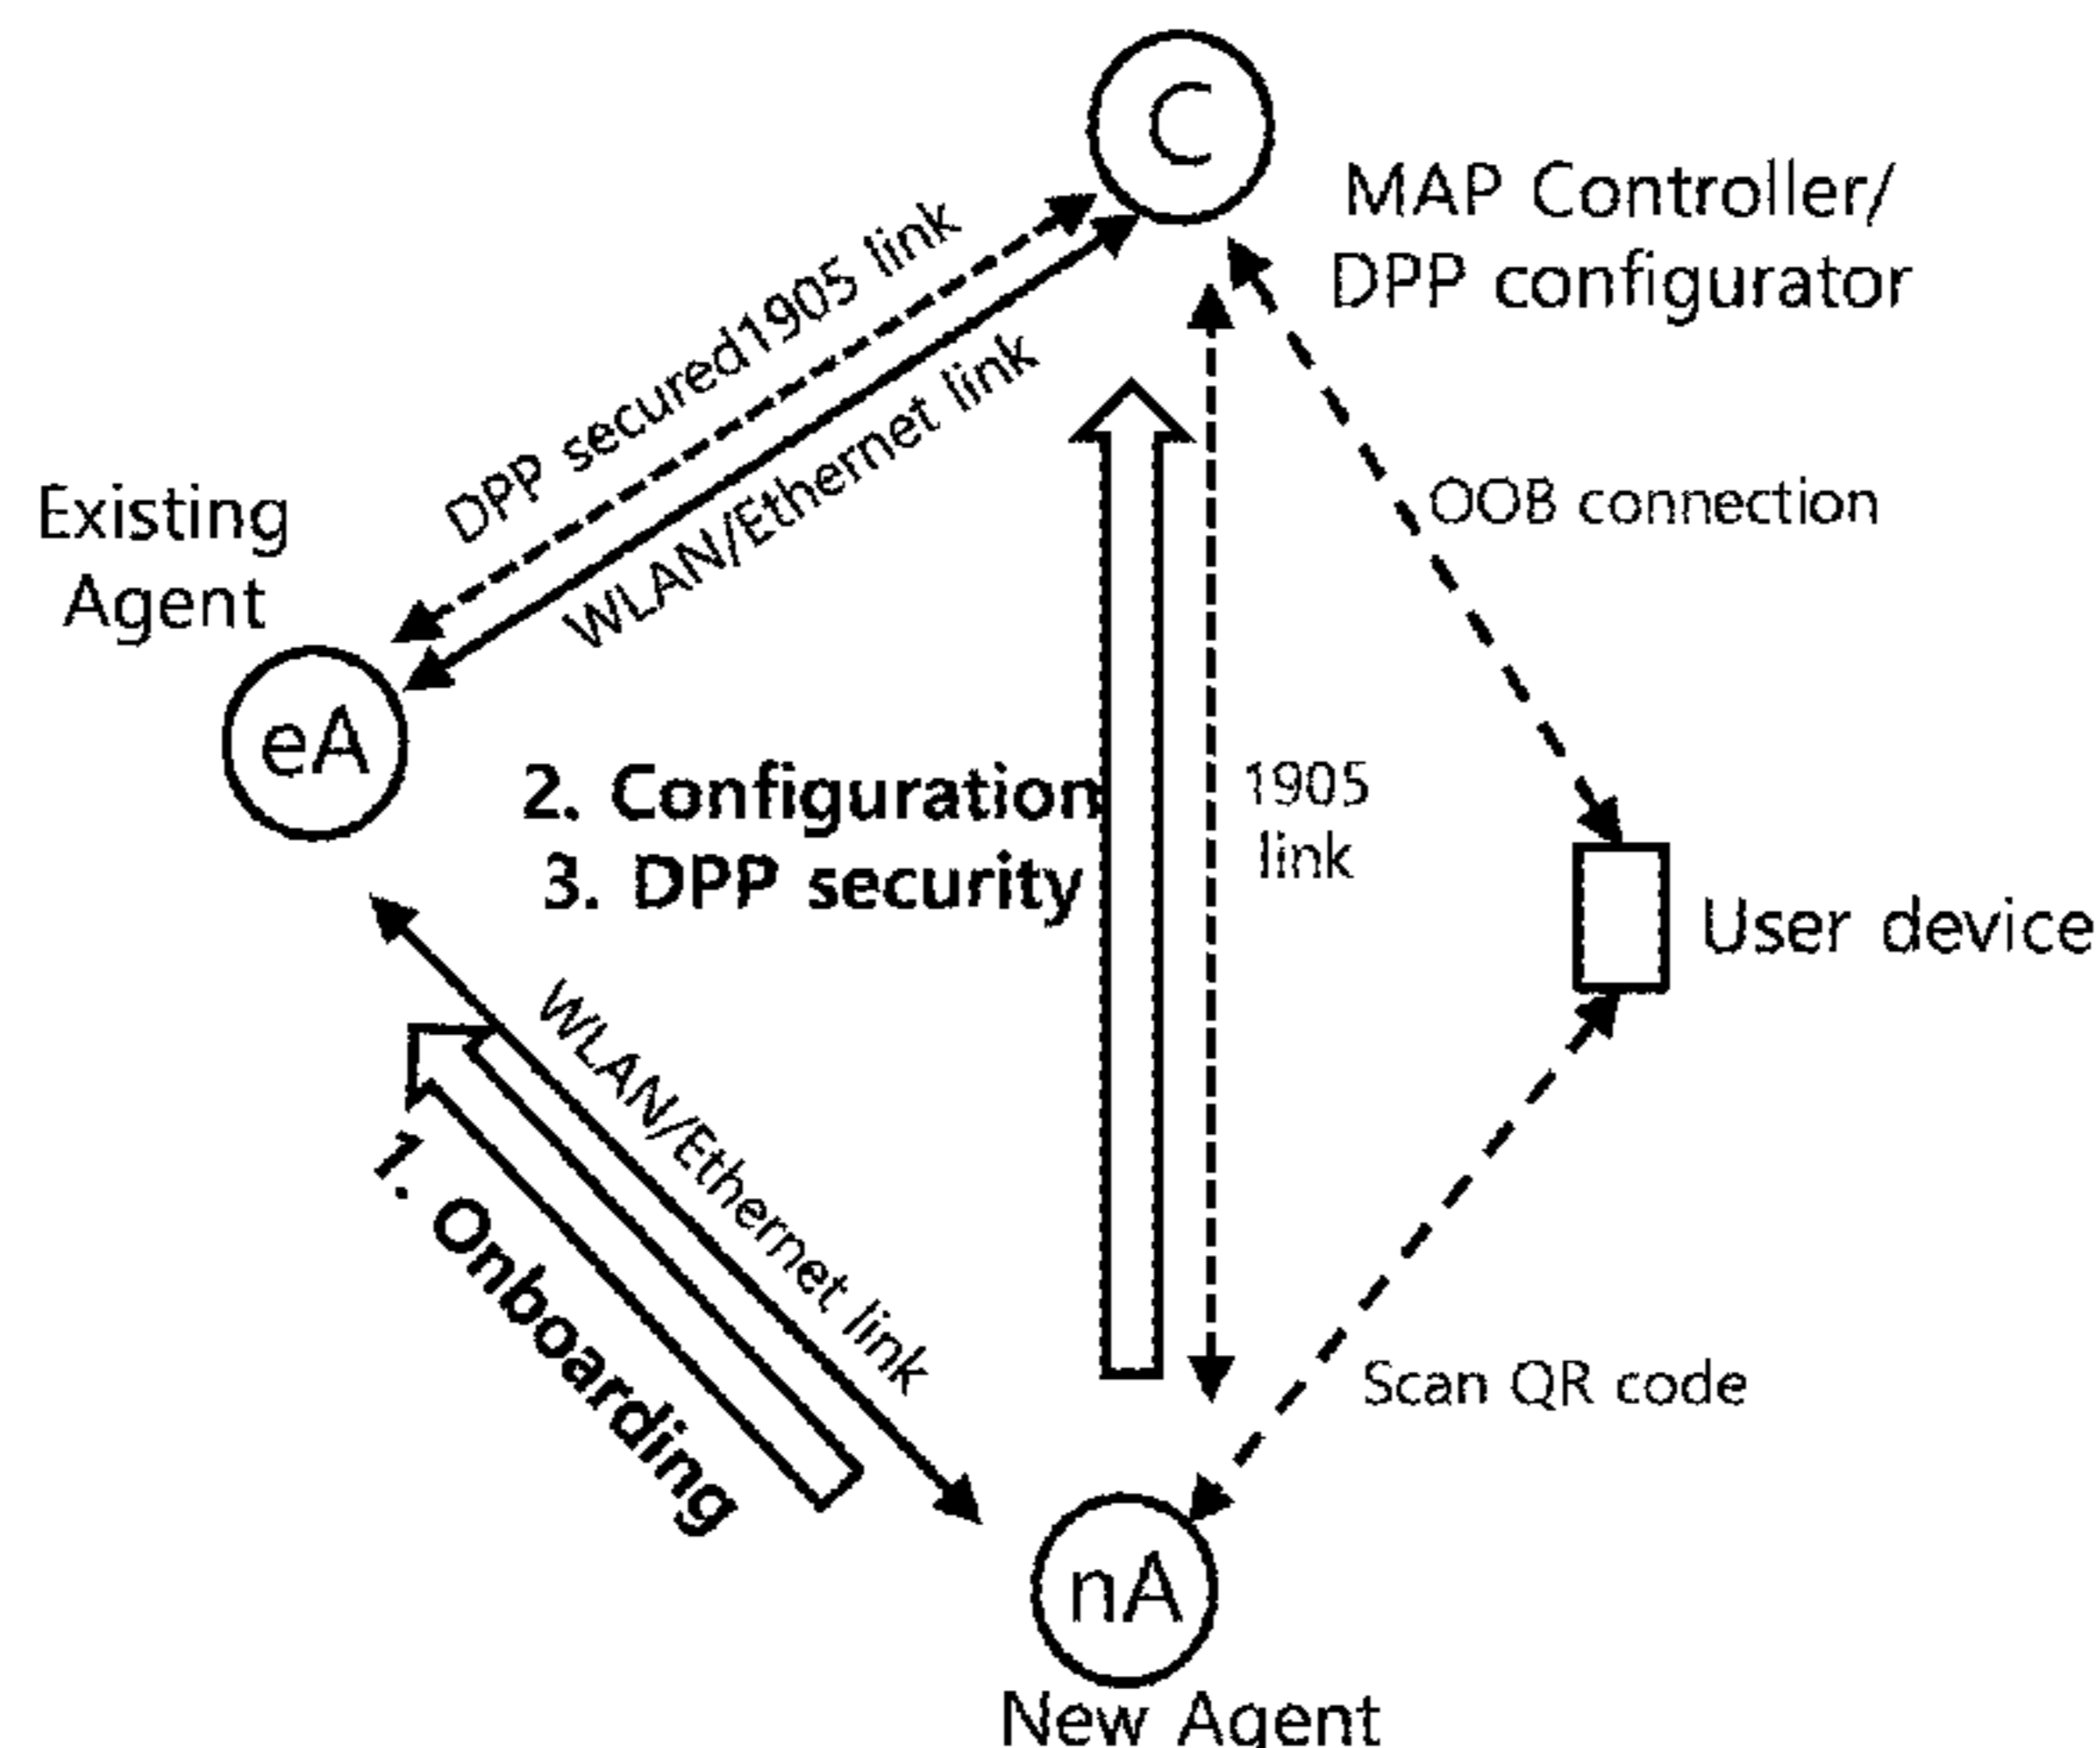 C
MAP Controller/
DPP configurator
DPP secured1905 link
WLAN/Ethernet link
OOB connection
Existing
Agent
eA
2. Configuration
3. DPP security
1905
link
User device
WLAN/Ethernet link
1. Onboarding
Scan QR code
nA
New Agent